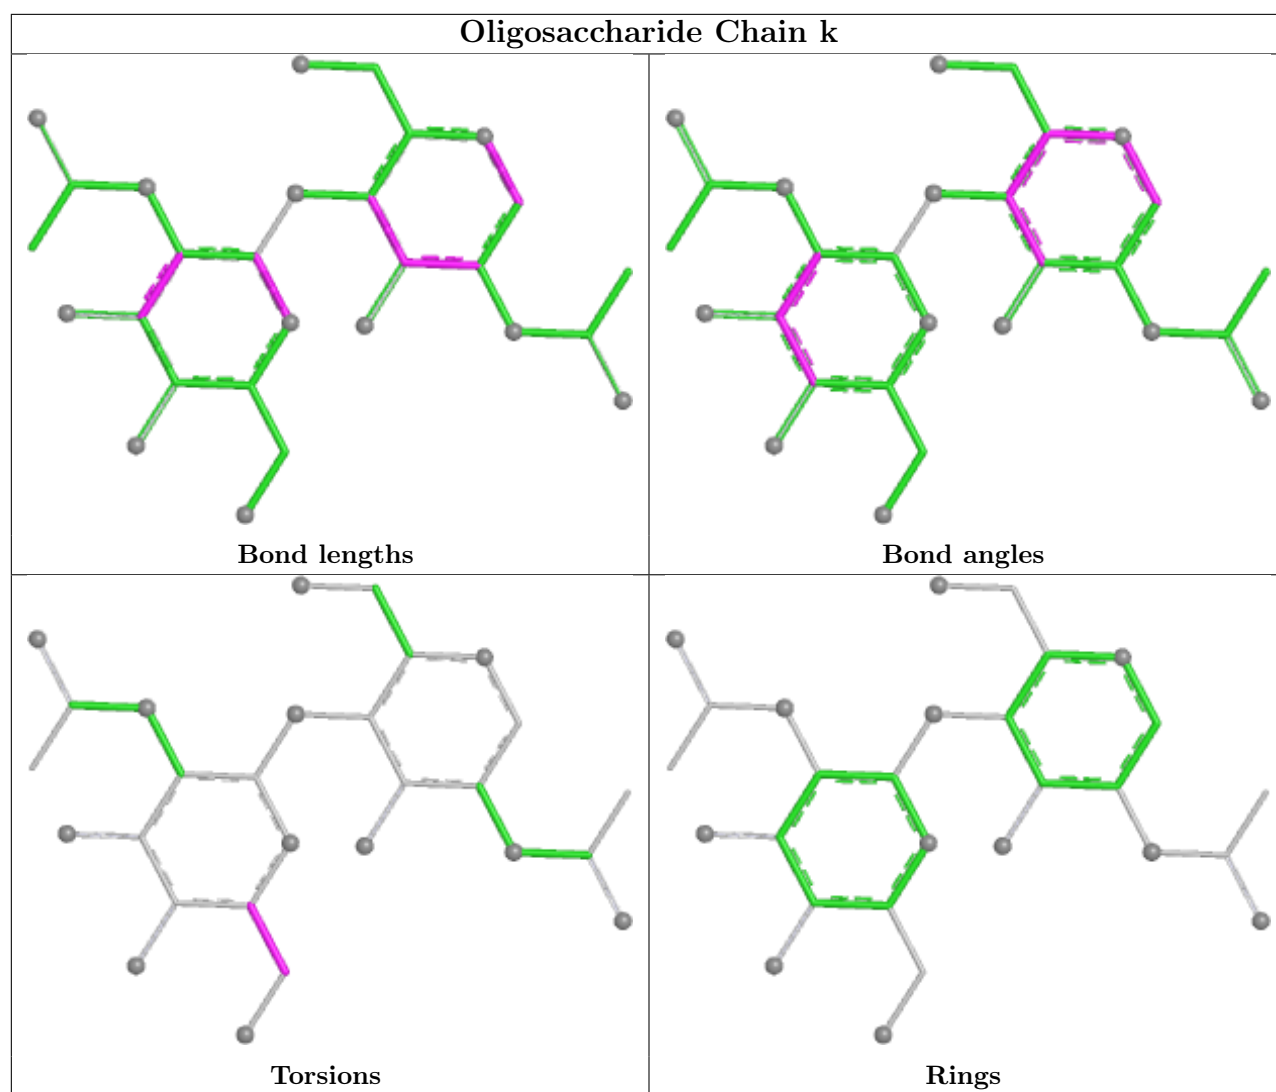 Oligosaccharide Chain k
Bond lengths
Bond angles
Torsions
Rings